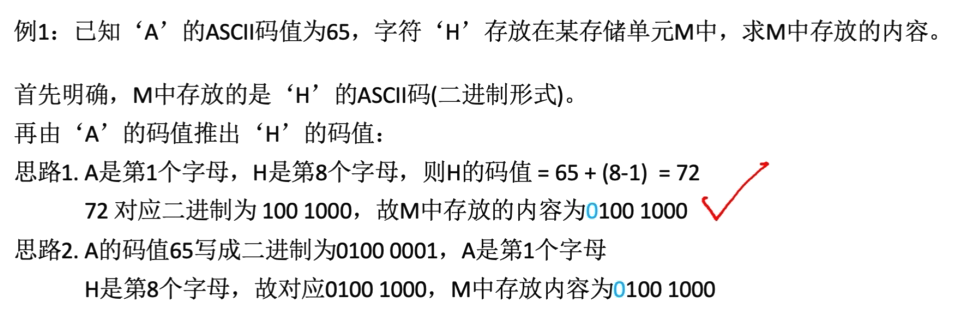 例1：已知‘A’的ASCII码值为65，字符‘H’存放在某存储单元M中，求M中存放的内容。
首先明确，M中存放的是‘H’的ASCII码(二进制形式)。
再由‘A’的码值推出‘H’的码值：
思路1. A是第1个字母，H是第8个字母，则H的码值 = 65 + (8-1) = 72
72 对应二进制为 100 1000，故M中存放的内容为0100 1000
思路2. A的码值65写成二进制为0100 0001，A是第1个字母
H是第8个字母，故对应0100 1000，M中存放内容为0100 1000